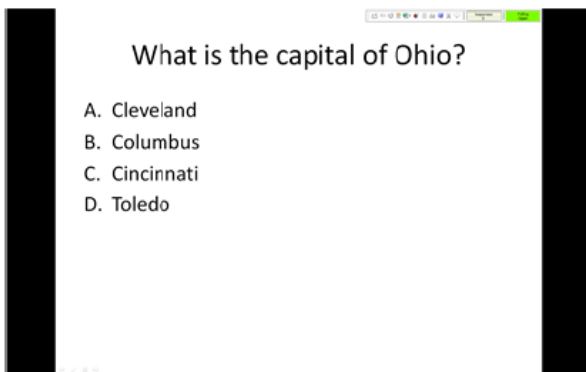 What is the capital of Ohio?
A. Cleveland
B. Columbus
C. Cincinnati
D. Toledo